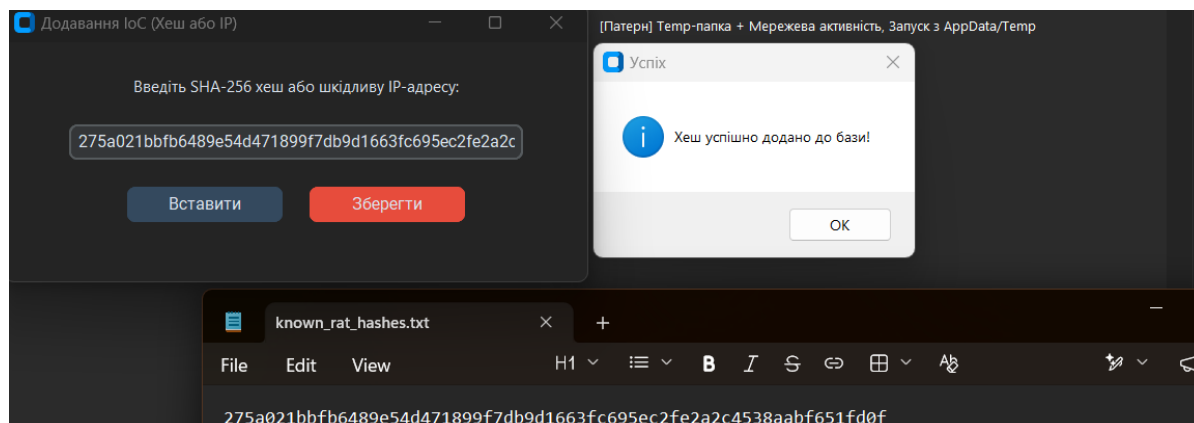 Додавання IoC (Хеш або IP)
[Патерн] Temp-папка + Мережева активність, Запуск з AppData/Temp
Успіх
Введіть SHA-256 хеш або шкідливу IP-адресу:
275a021bbfb6489e54d471899f7db9d1663fc695ec2fe2a2c
Хеш успішно додано до бази!
Вставити
Зберегти
OK
known_rat_hashes.txt
File Edit View H1 B I S
275a021bbfb6489e54d471899f7db9d1663fc695ec2fe2a2c4538aabf651fd0f